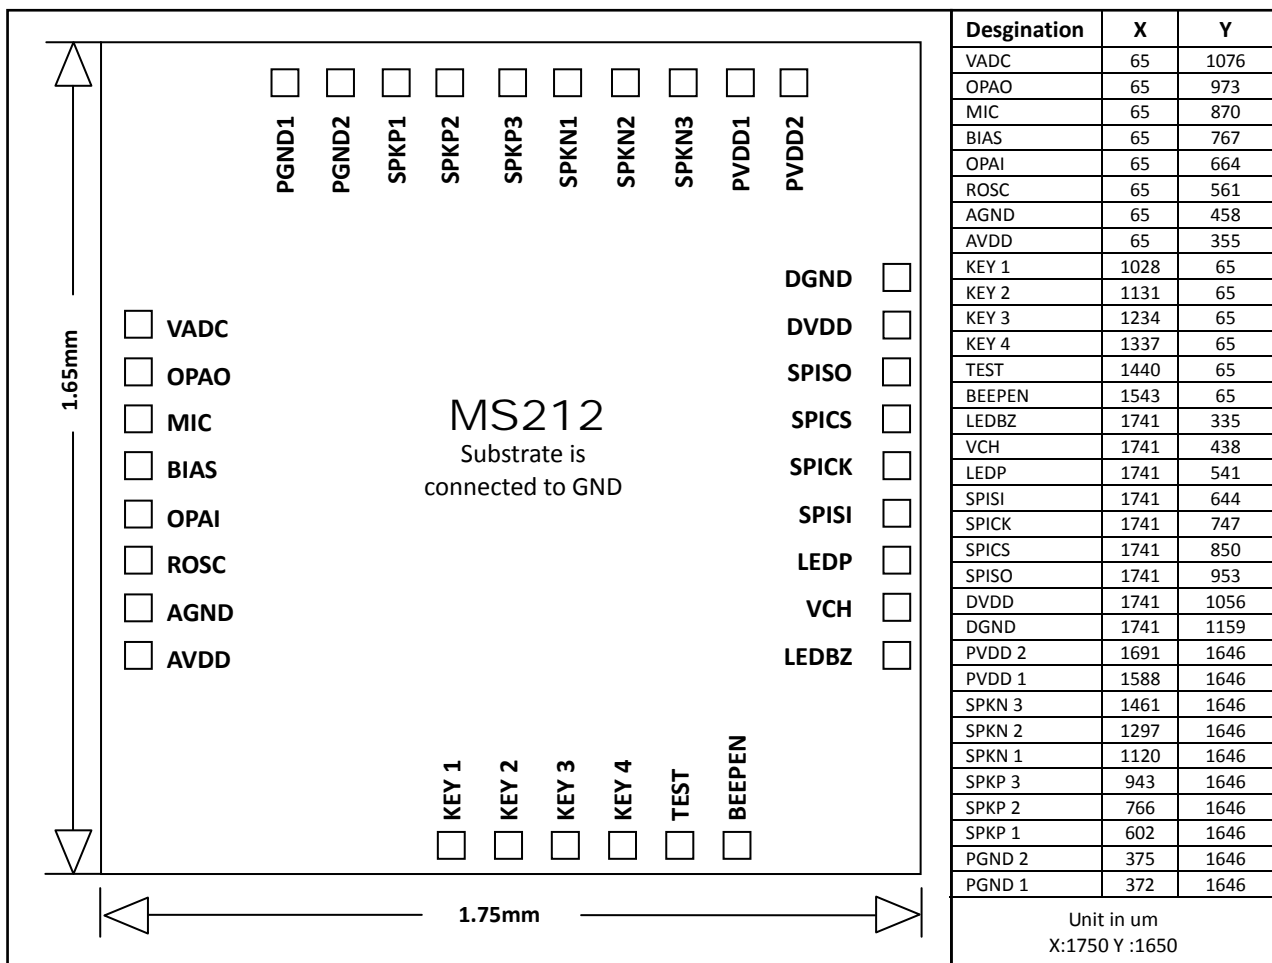 PGND1 PGND2 SPKP1 SPKP2 SPKP3 SPKN1 SPKN2 SPKN3 PVDD1 PVDD2
1.65mm
VADC
OPAO
MIC
BIAS
OPAI
ROSC
AGND
AVDD
MS212
Substrate is
connected to GND
DGND
DVDD
SPISO
SPICS
SPICK
SPISI
LEDP
VCH
LEDBZ
KEY 1 KEY 2 KEY 3 KEY 4 TEST BEEPEN
1.75mm
Desgination X Y
VADC 65 1076
OPAO 65 973
MIC 65 870
BIAS 65 767
OPAI 65 664
ROSC 65 561
AGND 65 458
AVDD 65 355
KEY 1 1028 65
KEY 2 1131 65
KEY 3 1234 65
KEY 4 1337 65
TEST 1440 65
BEEPEN 1543 65
LEDBZ 1741 335
VCH 1741 438
LEDP 1741 541
SPISI 1741 644
SPICK 1741 747
SPICS 1741 850
SPISO 1741 953
DVDD 1741 1056
DGND 1741 1159
PVDD 2 1691 1646
PVDD 1 1588 1646
SPKN 3 1461 1646
SPKN 2 1297 1646
SPKN 1 1120 1646
SPKP 3 943 1646
SPKP 2 766 1646
SPKP 1 602 1646
PGND 2 375 1646
PGND 1 372 1646
Unit in um
X:1750 Y :1650